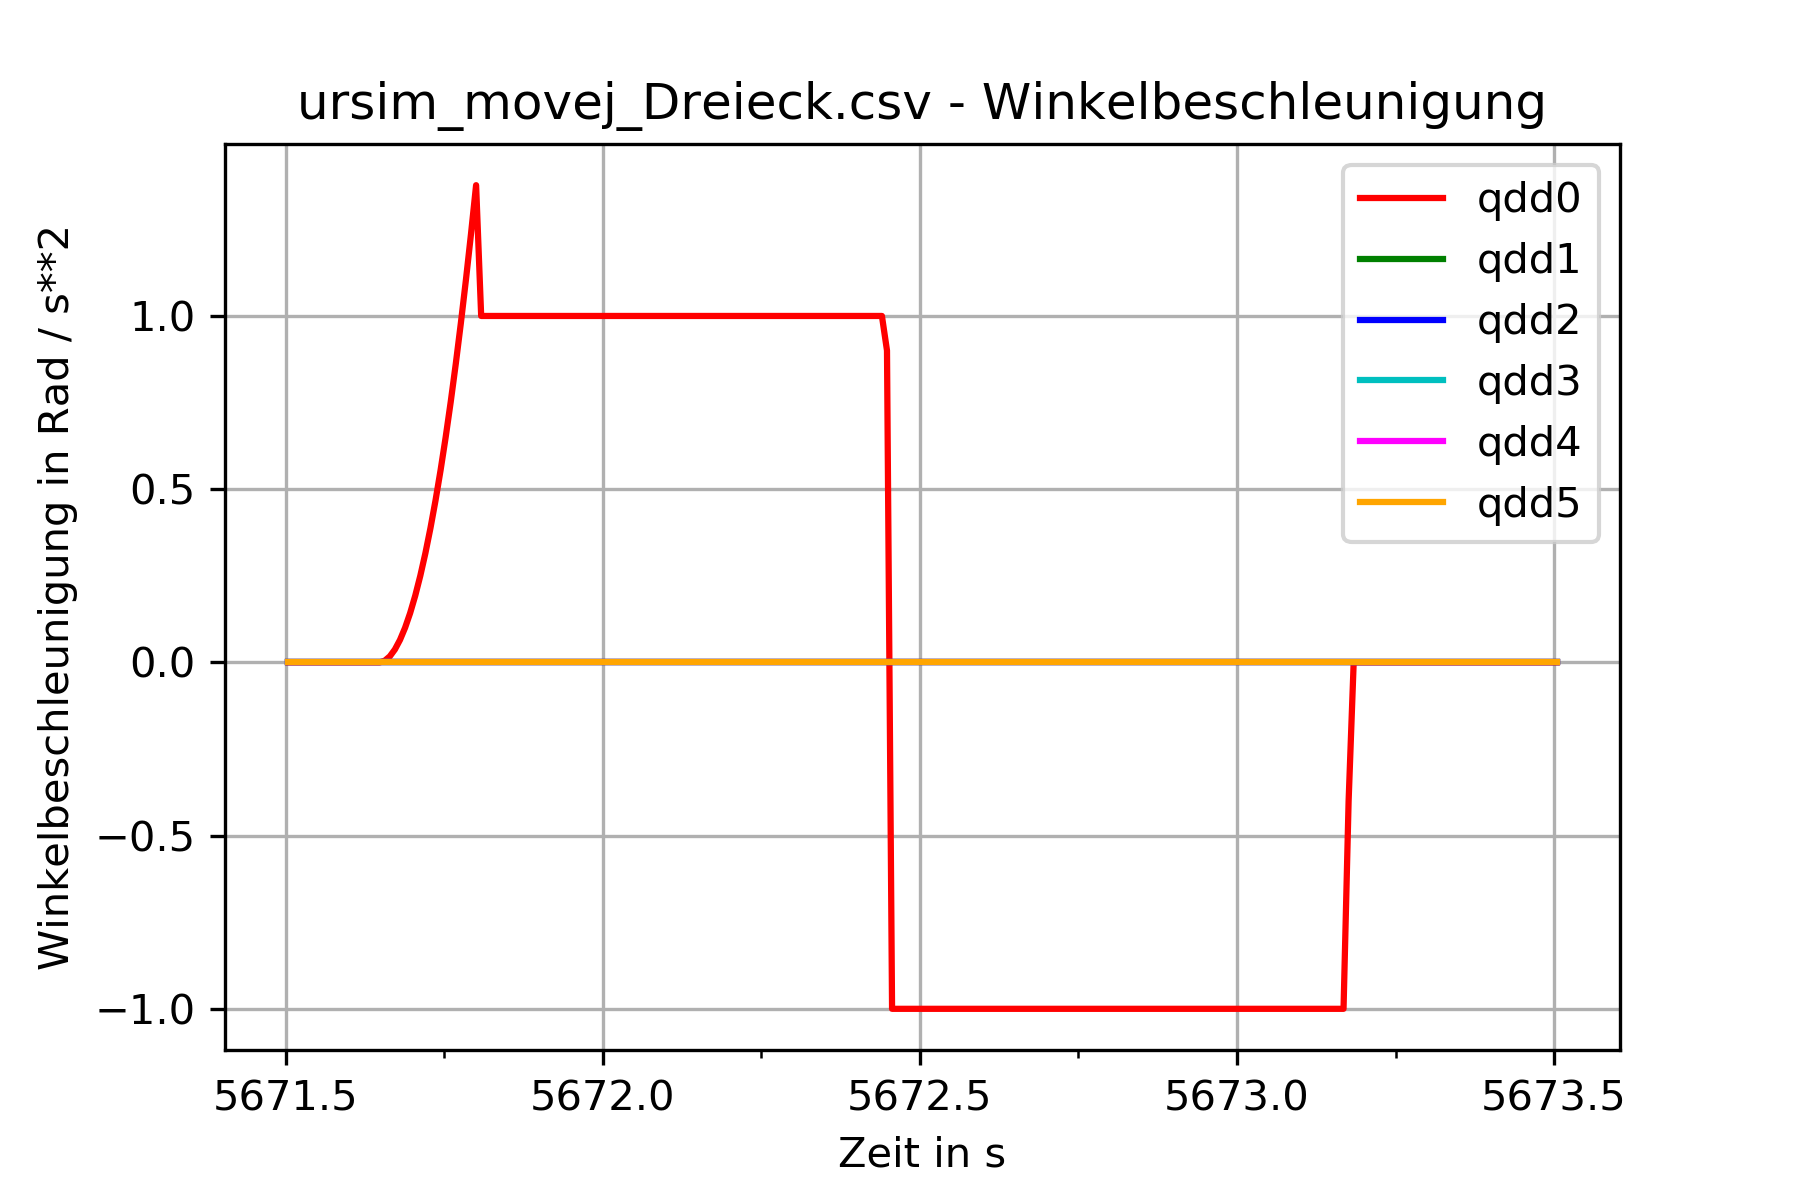 ursim_movej_Dreieck.csv - Winkelbeschleunigung
Winkelbeschleunigung in Rad / s**2
1.0
0.5
0.0
−0.5
−1.0
qdd0
qdd1
qdd2
qdd3
qdd4
qdd5
5671.5 5672.0 5672.5 5673.0 5673.5
Zeit in s